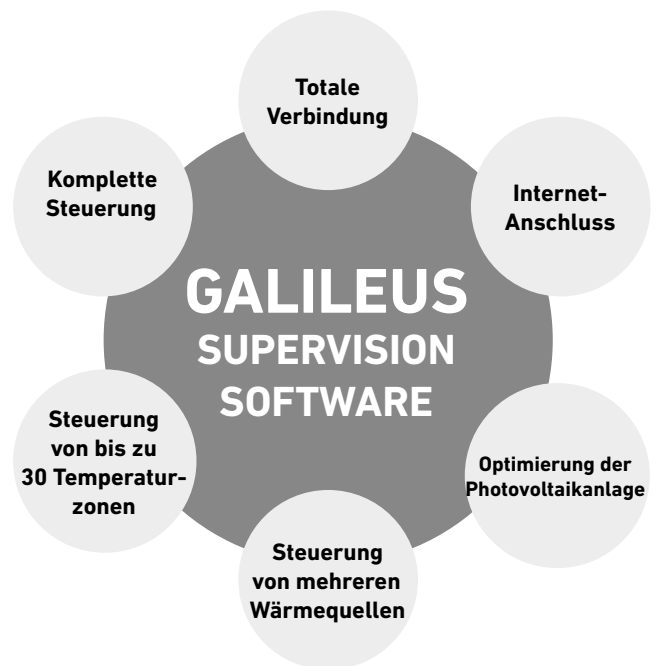 Totale
Verbindung
Komplette
Steuerung
Internet-
Anschluss
GALILEUS
SUPERVISION
SOFTWARE
Steuerung
von bis zu
30 Temperatur-
zonen
Optimierung der
Photovoltaikanlage
Steuerung
von mehreren
Wärmequellen